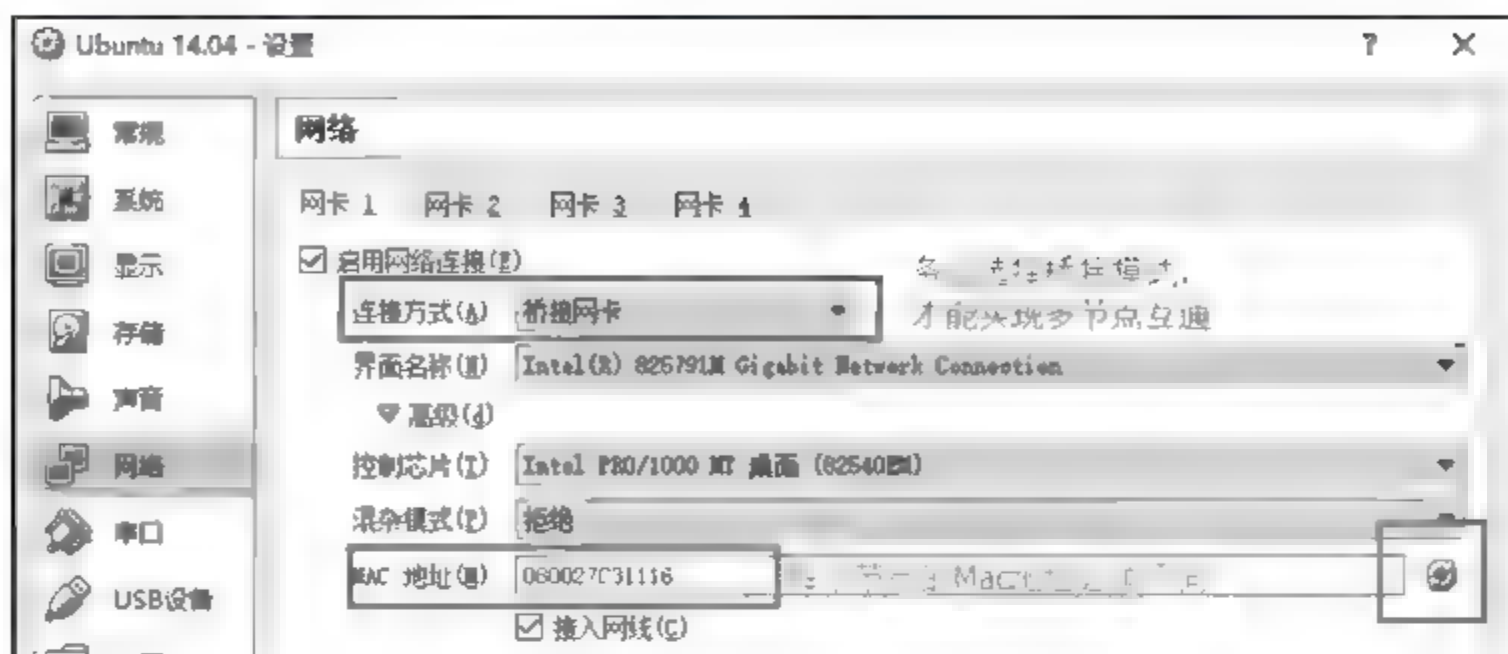 Ubuntu 14.04 - 设置
常规
系统
显示
存储
声音
网络
串口
USB设备
网络
网卡 1 网卡 2 网卡 3 网卡 4
启用网络连接(E)
连接方式(A) 桥接网卡
才能实现多节点互通
界面名称(N) Intel(R) 82579LM Gigabit Network Connection
高级(d)
控制芯片(T) Intel PRO/1000 MT 桌面 (82540EM)
混杂模式(P) 拒绝
MAC 地址(M)
接入网线(C)